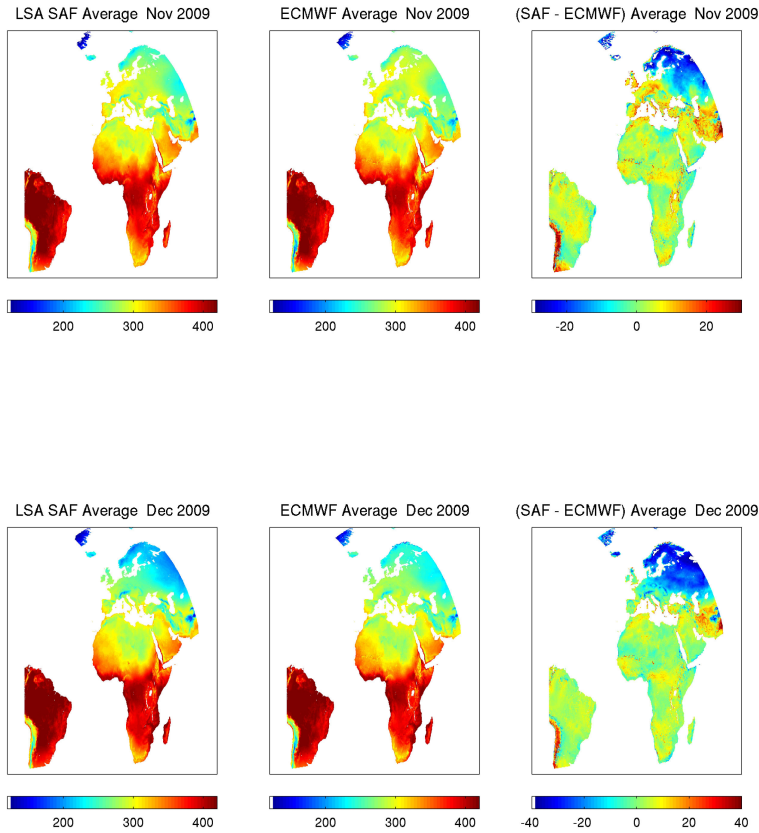 LSA SAF Average  Nov 2009
ECMWF Average  Nov 2009
(SAF - ECMWF) Average  Nov 2009
200 300 400
200 300 400
-20 0 20
LSA SAF Average  Dec 2009
ECMWF Average  Dec 2009
(SAF - ECMWF) Average  Dec 2009
200 300 400
200 300 400
-40 -20 0 20 40